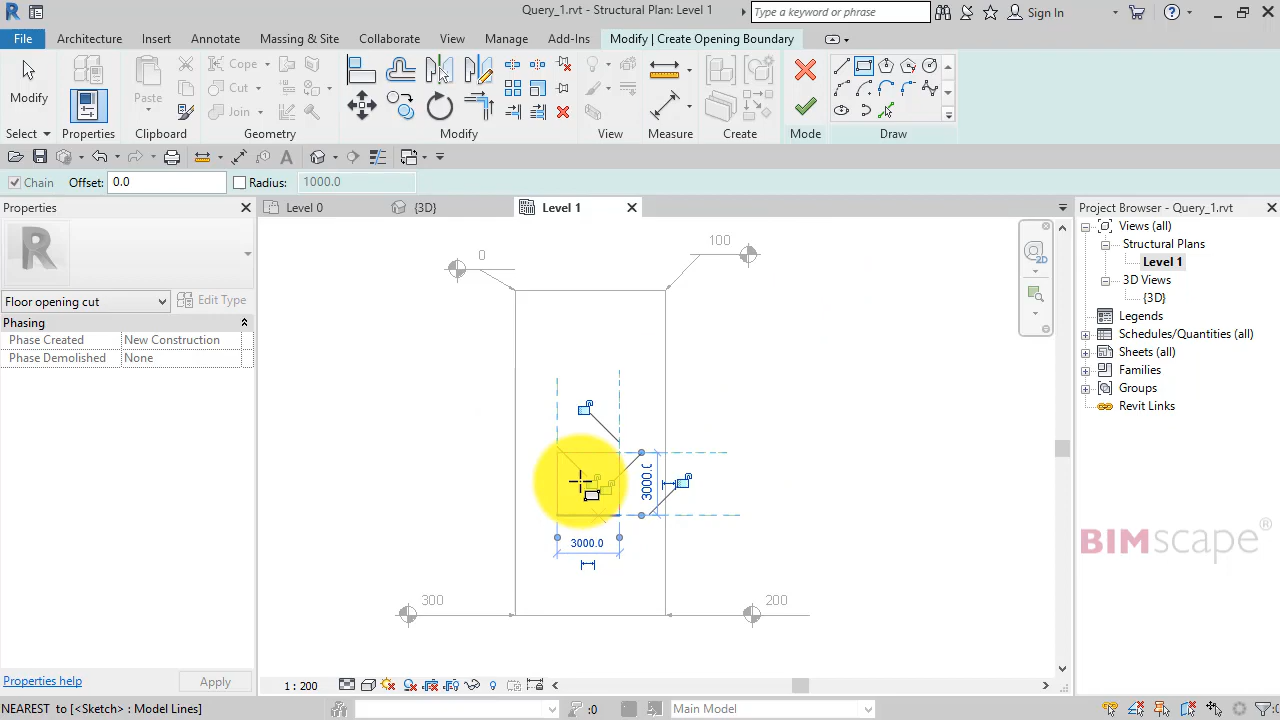 Query_1.rvt - Structural Plan: Level 1
Type a keyword or phrase
Sign In
File
Architecture
Insert
Annotate
Massing & Site
Collaborate
View
Manage
Add-Ins
Modify | Create Opening Boundary
Modify
Paste
Cope
Cut
Join
Select
Properties
Clipboard
Geometry
Modify
View
Measure
Create
Mode
Draw
Chain
Offset: 0.0
Radius: 1000.0
Properties
Level 0
{3D}
Level 1
Project Browser - Query_1.rvt
R
Floor opening cut
Edit Type
Phasing
Phase Created New Construction
Phase Demolished None
0
100
3000.0
3000.0
300
200
2D
Views (all)
Structural Plans
Level 1
3D Views
{3D}
Legends
Schedules/Quantities (all)
Sheets (all)
Families
Groups
Revit Links
BIMscape®
Properties help
Apply
1 : 200
NEAREST to [<Sketch> : Model Lines]
:0
Main Model
:0